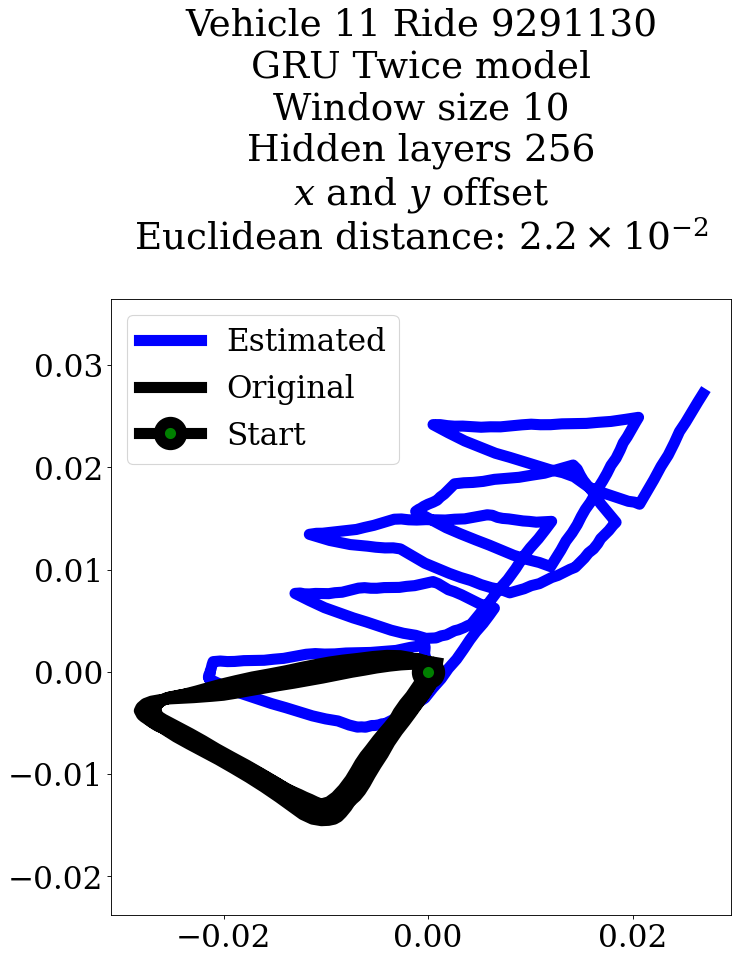 Vehicle 11 Ride 9291130
GRU Twice model
Window size 10
Hidden layers 256
x and y offset
Euclidean distance: 2.2 × 10⁻²
Estimated
Original
Start
0.03
0.02
0.01
0.00
−0.01
−0.02
−0.02 0.00 0.02